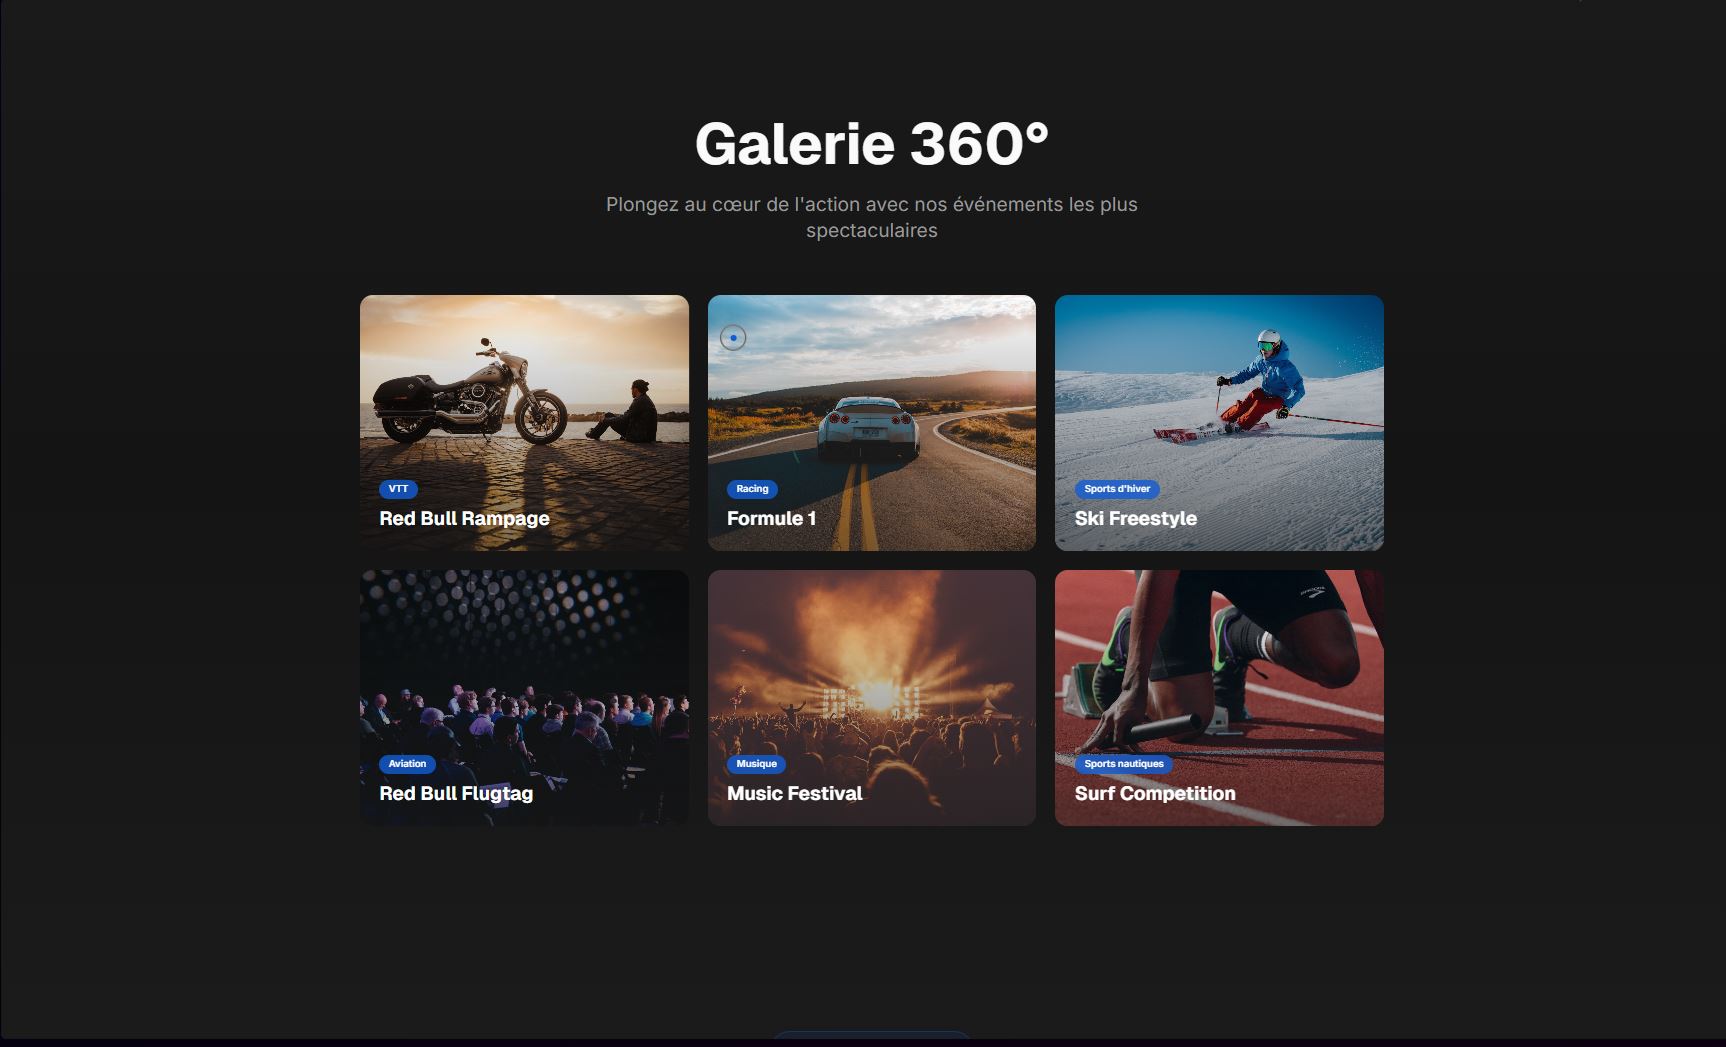 Galerie 360°
Plongez au cœur de l'action avec nos événements les plus
spectaculaires
VTT
Red Bull Rampage
Racing
Formule 1
Sports d'hiver
Ski Freestyle
Aviation
Red Bull Flugtag
Musique
Music Festival
Sports nautiques
Surf Competition